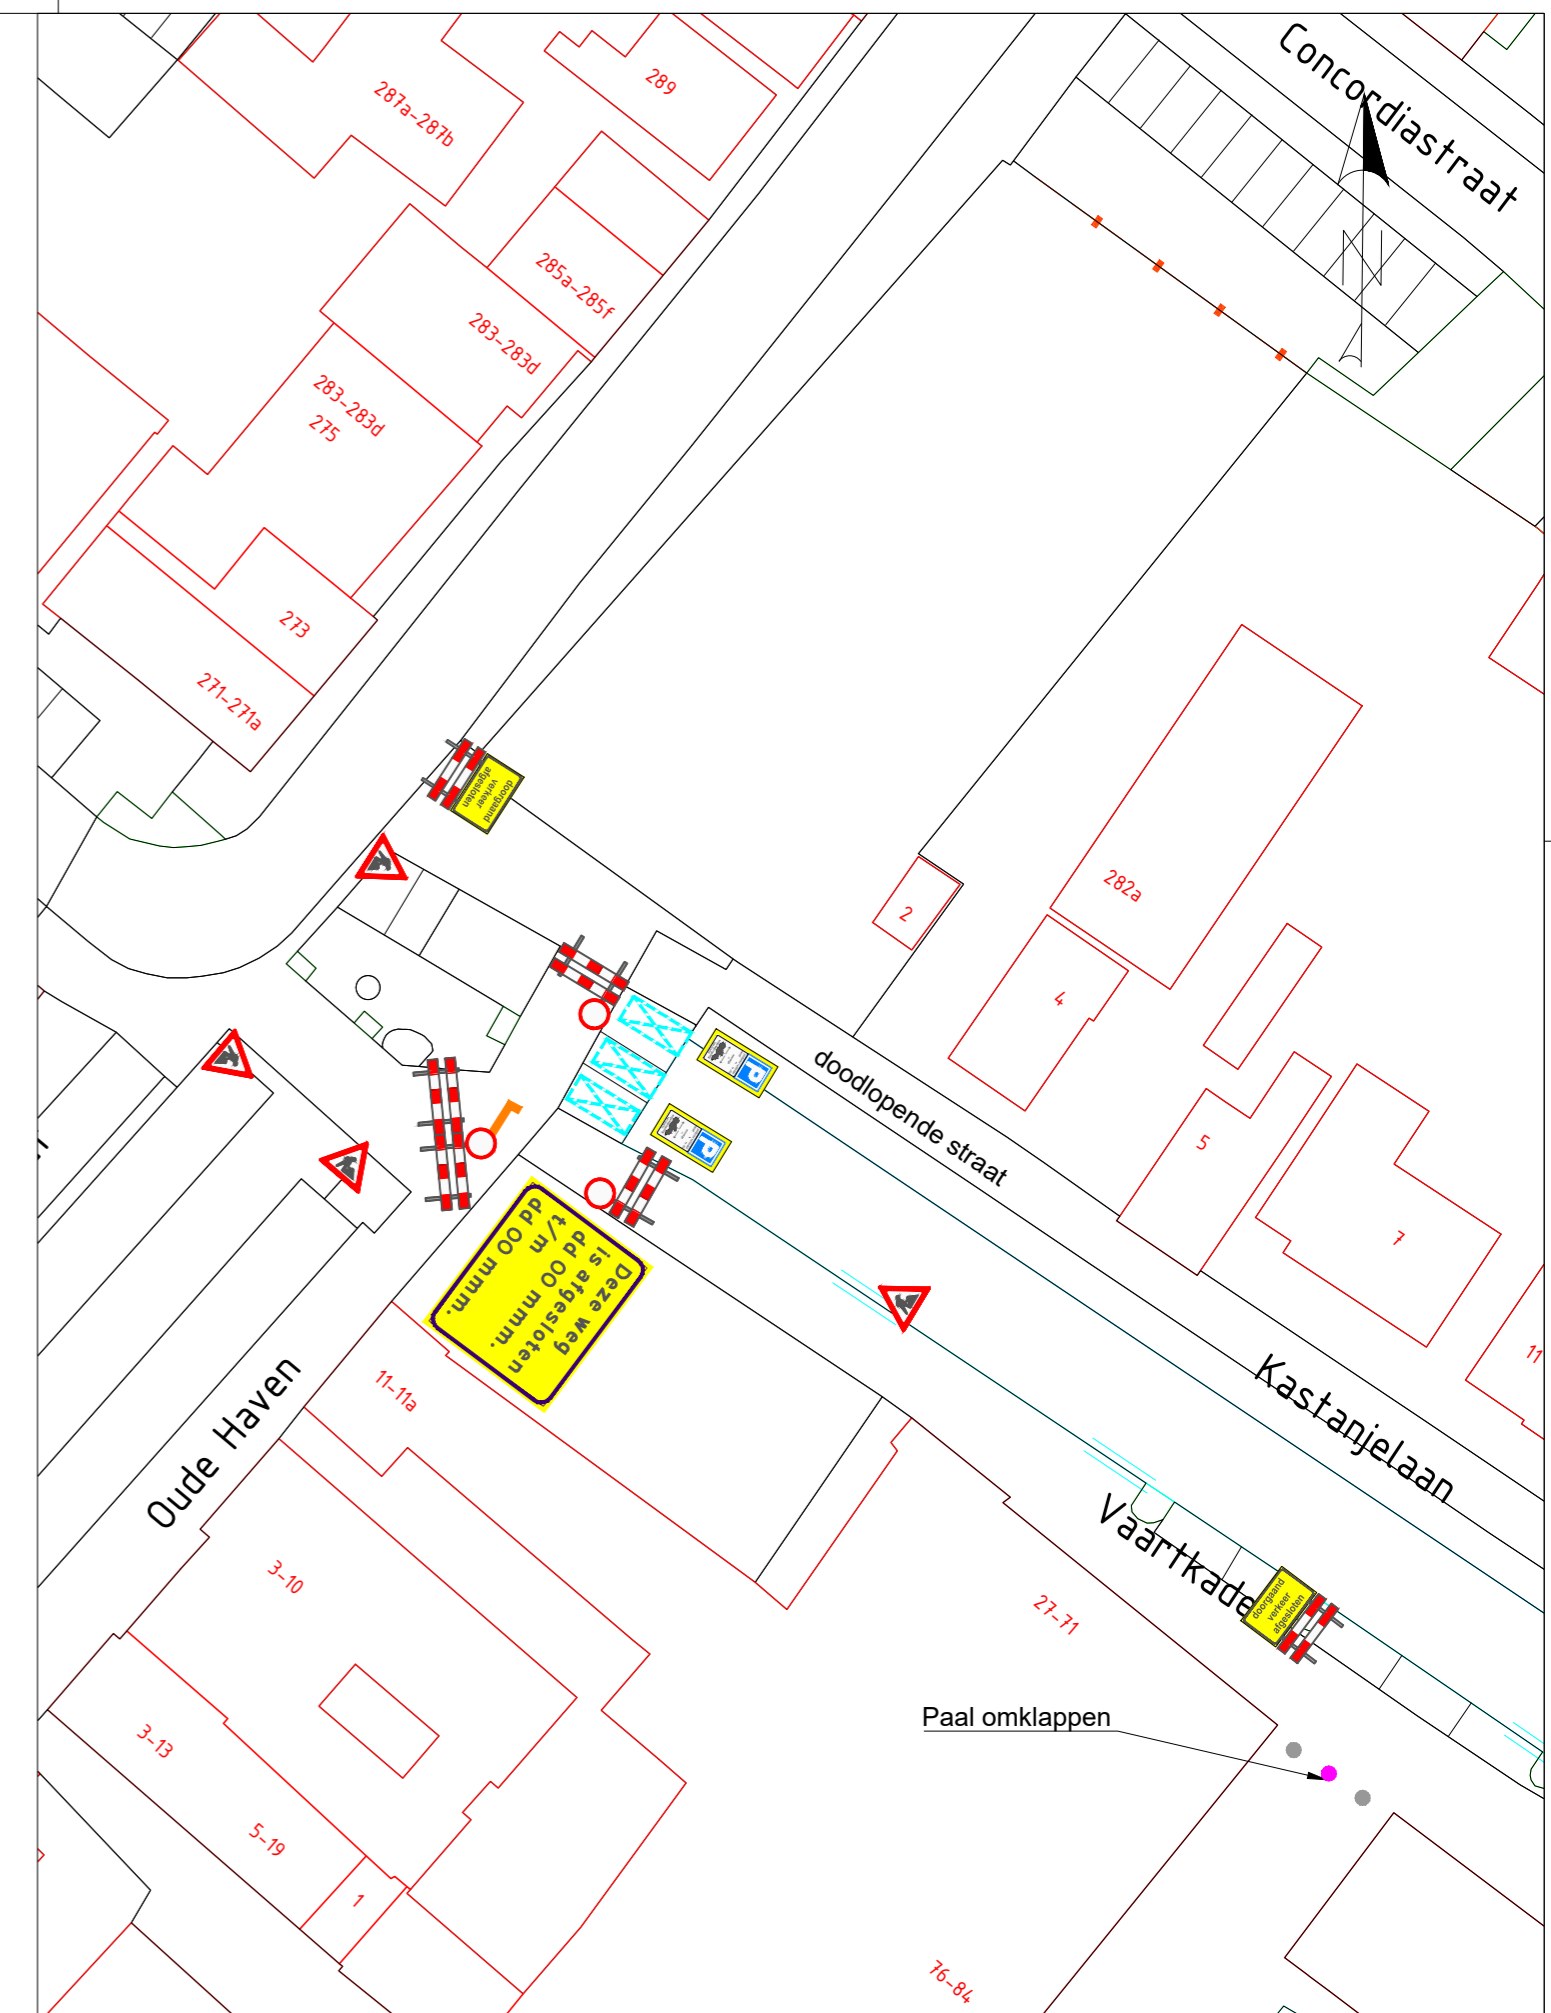 Concordiastraat
289
287a-287b
N
285a-285f
283-283d
283-283d
275
273
271-271a
doorgaand
verkeer
afgesloten
282a
2
4
doodlopende straat
5
7
P
P
Deze weg
is afgesloten
dd 00 mmm.
t/m
dd 00 mmm.
11
Kastanjelaan
11-11a
Oude Haven
Vaartkade
doorgaand
verkeer
afgesloten
3-10
27-71
Paal omklappen
3-13
5-19
1
76-84